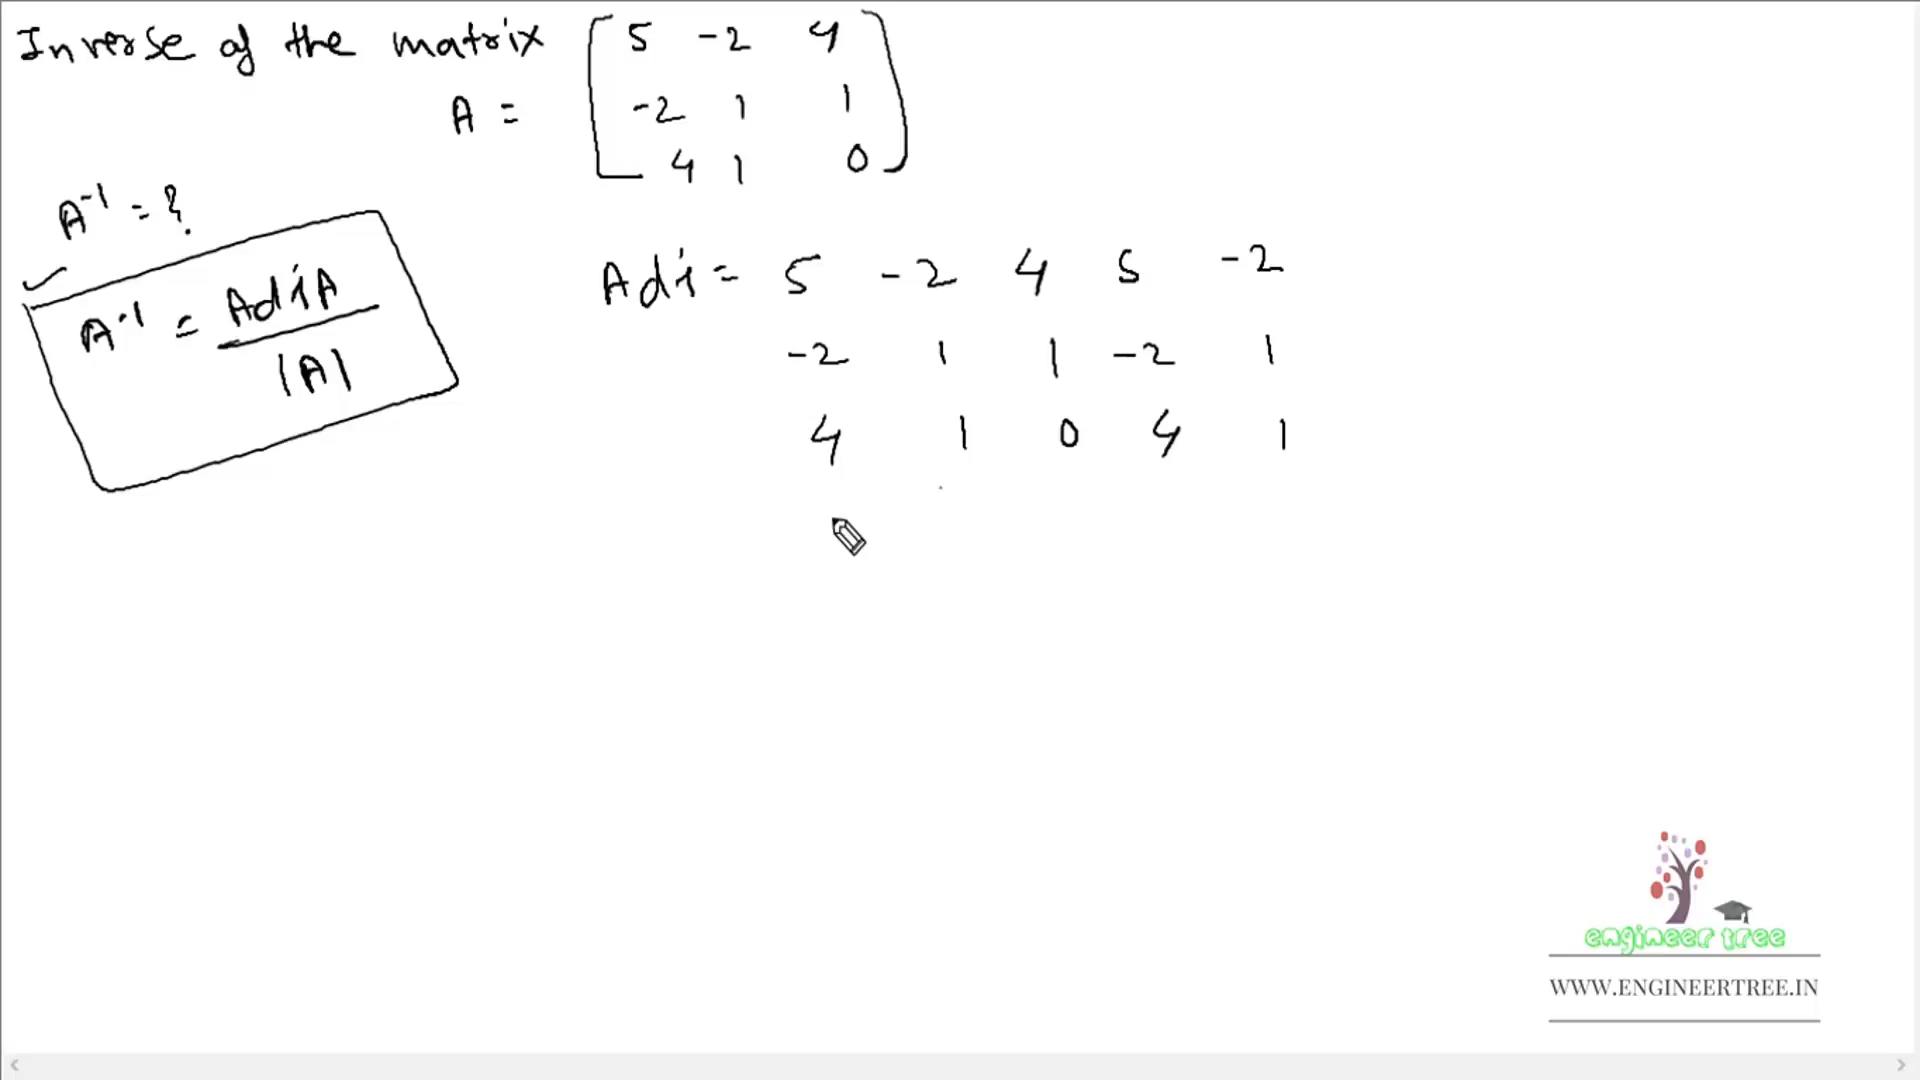 Inverse of the matrix
A = [5 -2 4
-2 1 1
4 1 0]
A⁻¹ = ?
A⁻¹ = AdjA
|A|
Adj = 5 -2 4 5 -2
-2 1 1 -2 1
4 1 0 4 1
engineer tree
WWW.ENGINEERTREE.IN